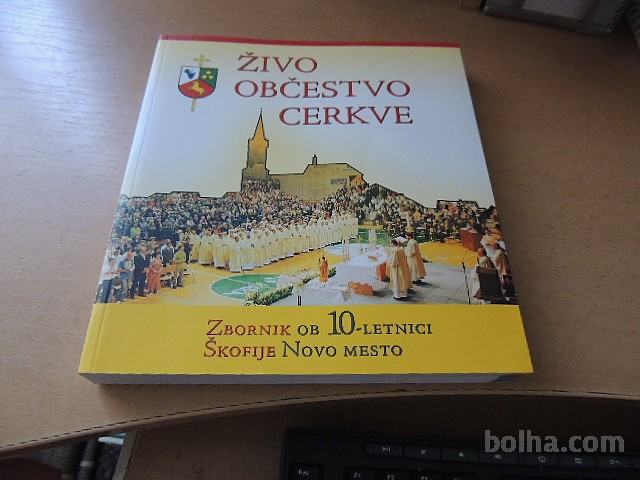 ŽIVO
OBČESTVO
CERKVE
ZBORNIK OB 10-LETNICI
ŠKOFIJE NOVO MESTO
bolha.com